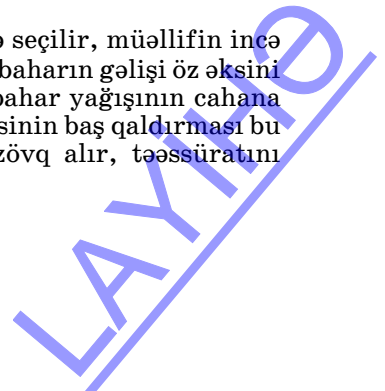 ə seçilir, müəllifin incə
baharın gəlişi öz əksini
bahar yağışının cahana
sinin baş qaldırması bu
zövq alır, təəssüratını
LAYİHƏ